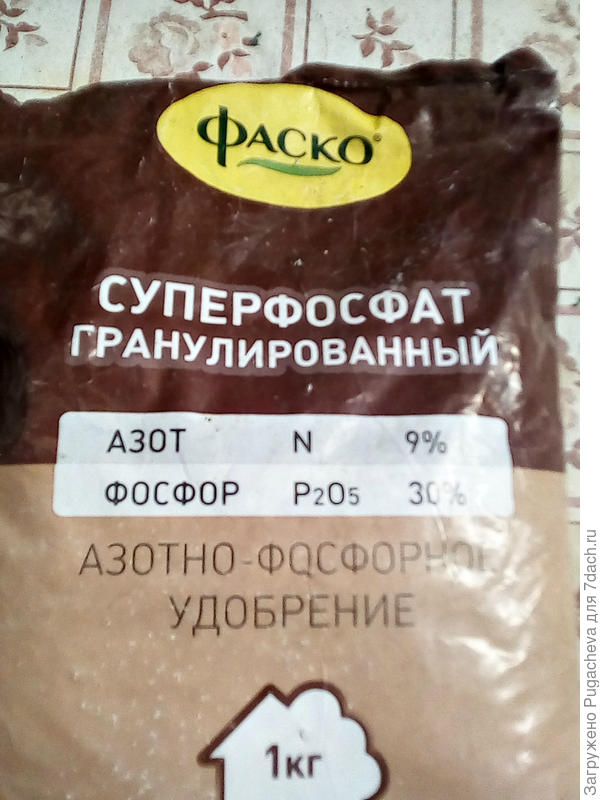 ФАСКО®
СУПЕРФОСФАТ
ГРАНУЛИРОВАННЫЙ
АЗОТ N 9%
ФОСФОР P2O5 30%
АЗОТНО-ФОСФОРНОЕ
УДОБРЕНИЕ
1кг
Загружено Pugacheva для 7dach.ru